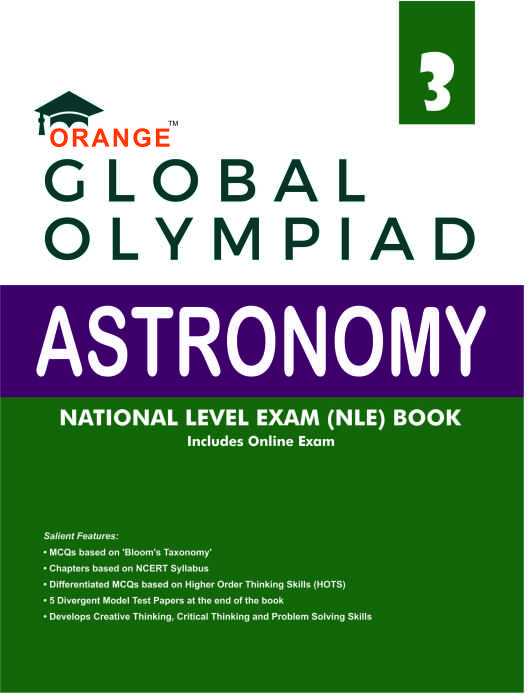 3
ORANGE™
GLOBAL
OLYMPIAD
ASTRONOMY
NATIONAL LEVEL EXAM (NLE) BOOK
Includes Online Exam
Salient Features:
• MCQs based on 'Bloom's Taxonomy'
• Chapters based on NCERT Syllabus
• Differentiated MCQs based on Higher Order Thinking Skills (HOTS)
• 5 Divergent Model Test Papers at the end of the book
• Develops Creative Thinking, Critical Thinking and Problem Solving Skills